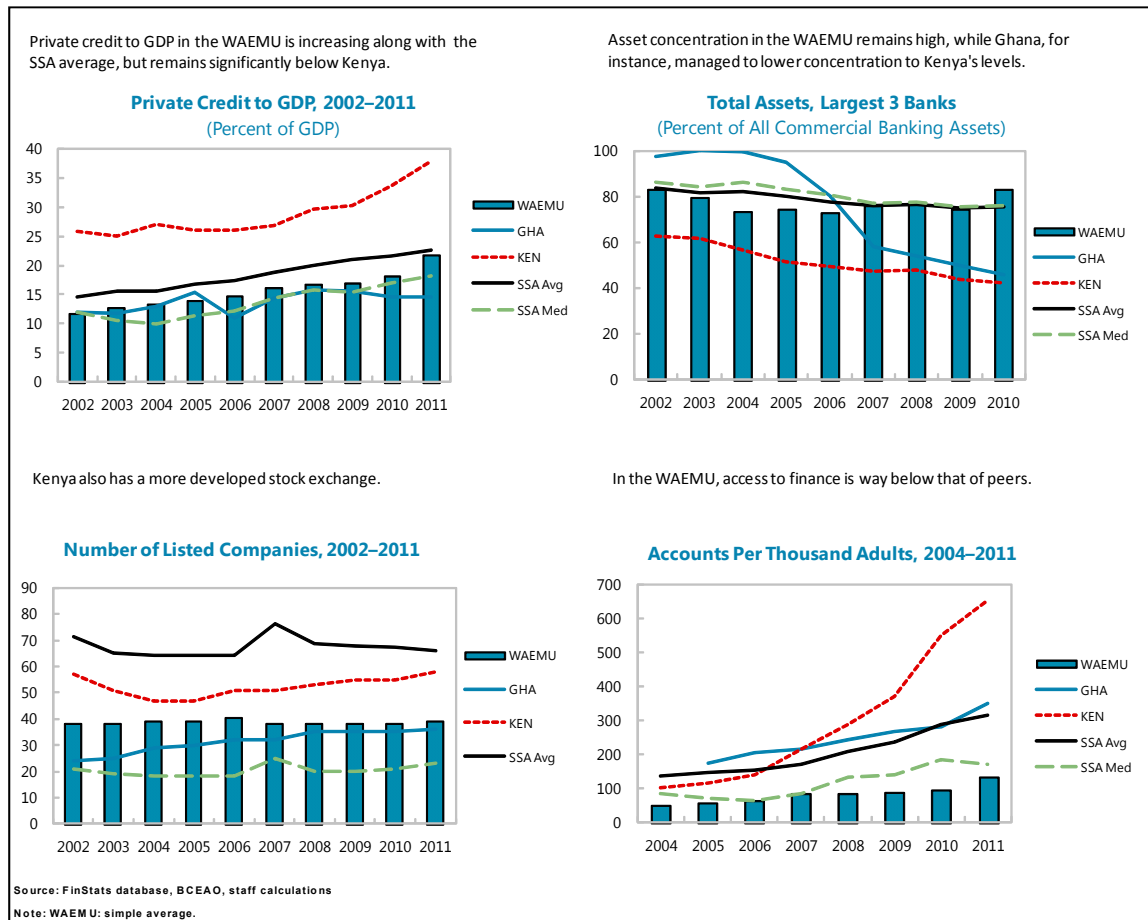 Private credit to GDP in the WAEMU is increasing along with the
SSA average, but remains significantly below Kenya.
Private Credit to GDP, 2002–2011
(Percent of GDP)
40
35
30
25
20
15
10
5
0
2002 2003 2004 2005 2006 2007 2008 2009 2010 2011
WAEMU
GHA
KEN
SSA Avg
SSA Med
Asset concentration in the WAEMU remains high, while Ghana, for
instance, managed to lower concentration to Kenya's levels.
Total Assets, Largest 3 Banks
(Percent of All Commercial Banking Assets)
100
80
60
40
20
0
2002 2003 2004 2005 2006 2007 2008 2009 2010
WAEMU
GHA
KEN
SSA Avg
SSA Med
Kenya also has a more developed stock exchange.
Number of Listed Companies, 2002–2011
90
80
70
60
50
40
30
20
10
0
2002 2003 2004 2005 2006 2007 2008 2009 2010 2011
WAEMU
GHA
KEN
SSA Avg
In the WAEMU, access to finance is way below that of peers.
Accounts Per Thousand Adults, 2004–2011
700
600
500
400
300
200
100
0
2004 2005 2006 2007 2008 2009 2010 2011
WAEMU
GHA
KEN
SSA Avg
SSA Med
Source: FinStats database, BCEAO, staff calculations
Note: WAEMU: simple average.